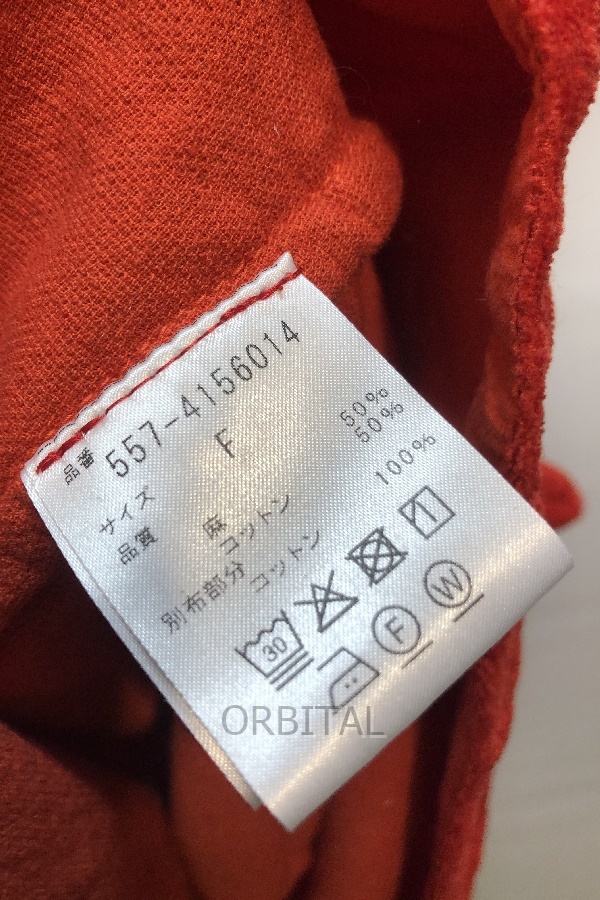 品番 557-4156014
サイズ F
品質 麻 50%
コットン 50%
別布部分
コットン 100%
30
F W
ORBITAL